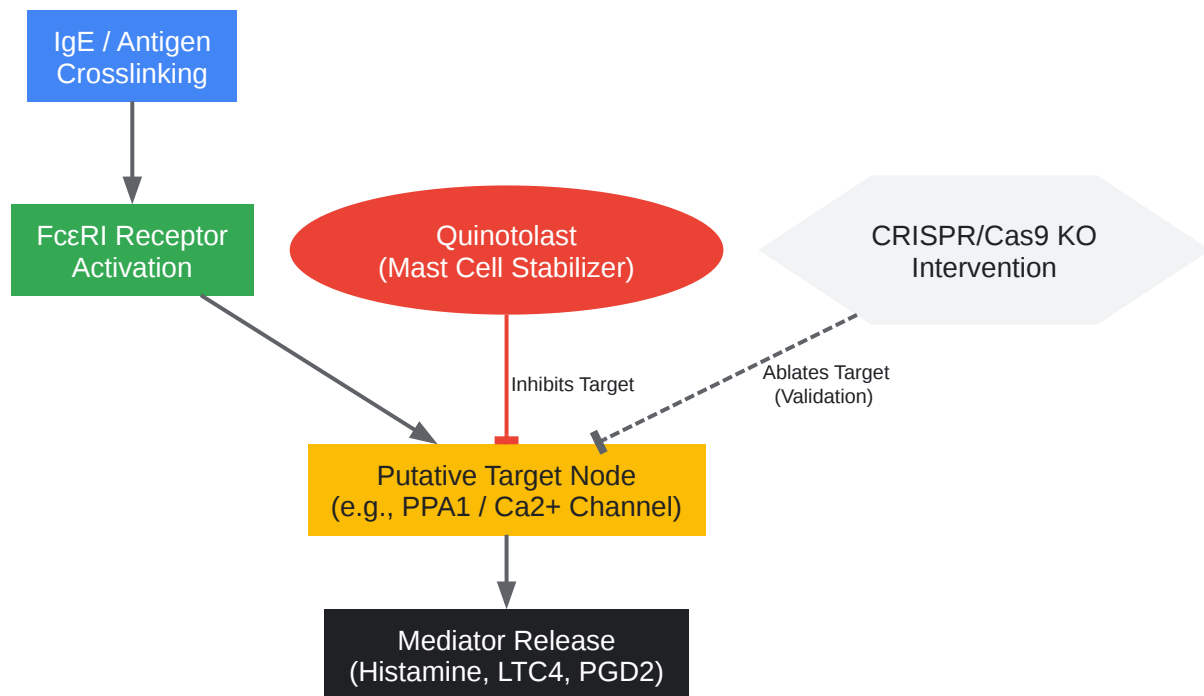 IgE / Antigen
Crosslinking
FcεRI Receptor
Activation
Quinotolast
(Mast Cell Stabilizer)
CRISPR/Cas9 KO
Intervention
Inhibits Target
Ablates Target
(Validation)
Putative Target Node
(e.g., PPA1 / Ca2+ Channel)
Mediator Release
(Histamine, LTC4, PGD2)